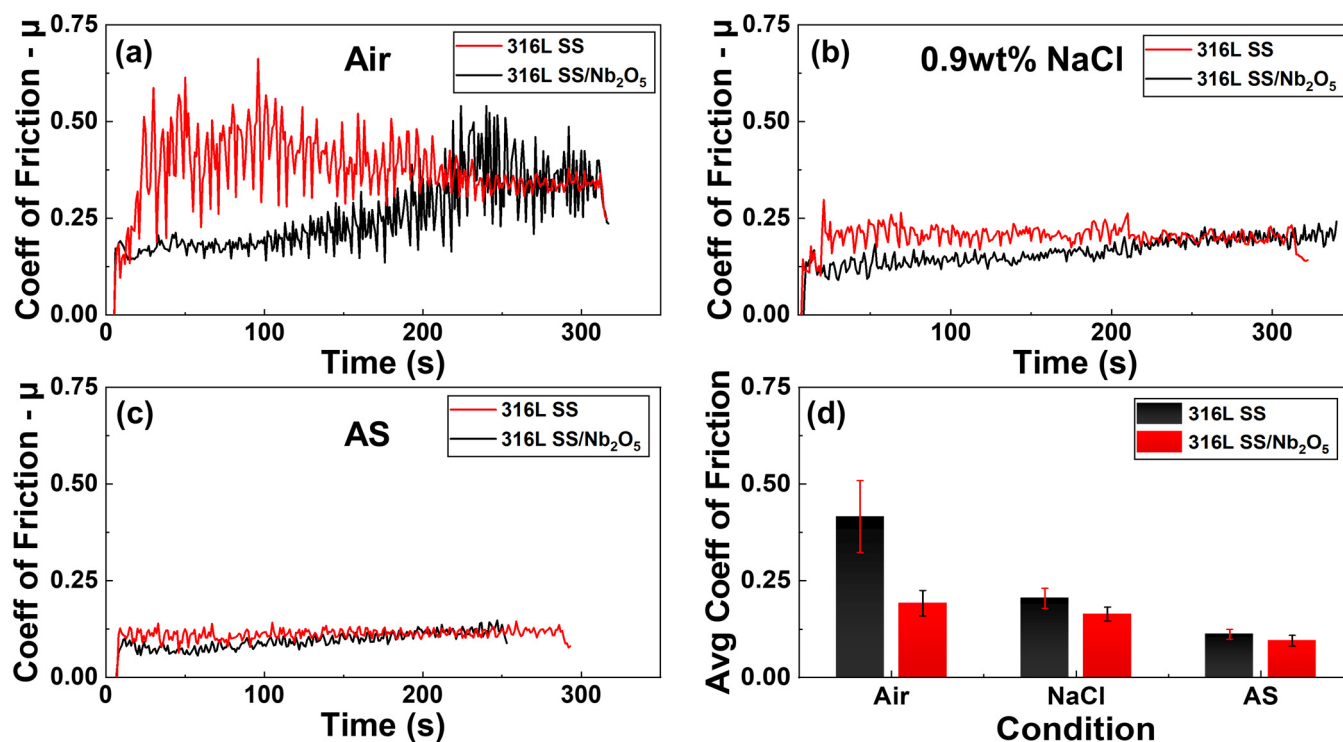 (a)
Air
316L SS
316L SS/Nb₂O₅
Coeff of Friction - μ
0.75
0.50
0.25
0.00
0
100
200
300
Time (s)
(b)
0.9wt% NaCl
316L SS
316L SS/Nb₂O₅
Coeff of Friction - μ
0.75
0.50
0.25
0.00
100
200
300
Time (s)
(c)
AS
316L SS
316L SS/Nb₂O₅
Coeff of Friction - μ
0.75
0.50
0.25
0.00
0
100
200
300
Time (s)
(d)
316L SS
316L SS/Nb₂O₅
Avg Coeff of Friction
0.75
0.50
0.25
0.00
Air
NaCl
AS
Condition